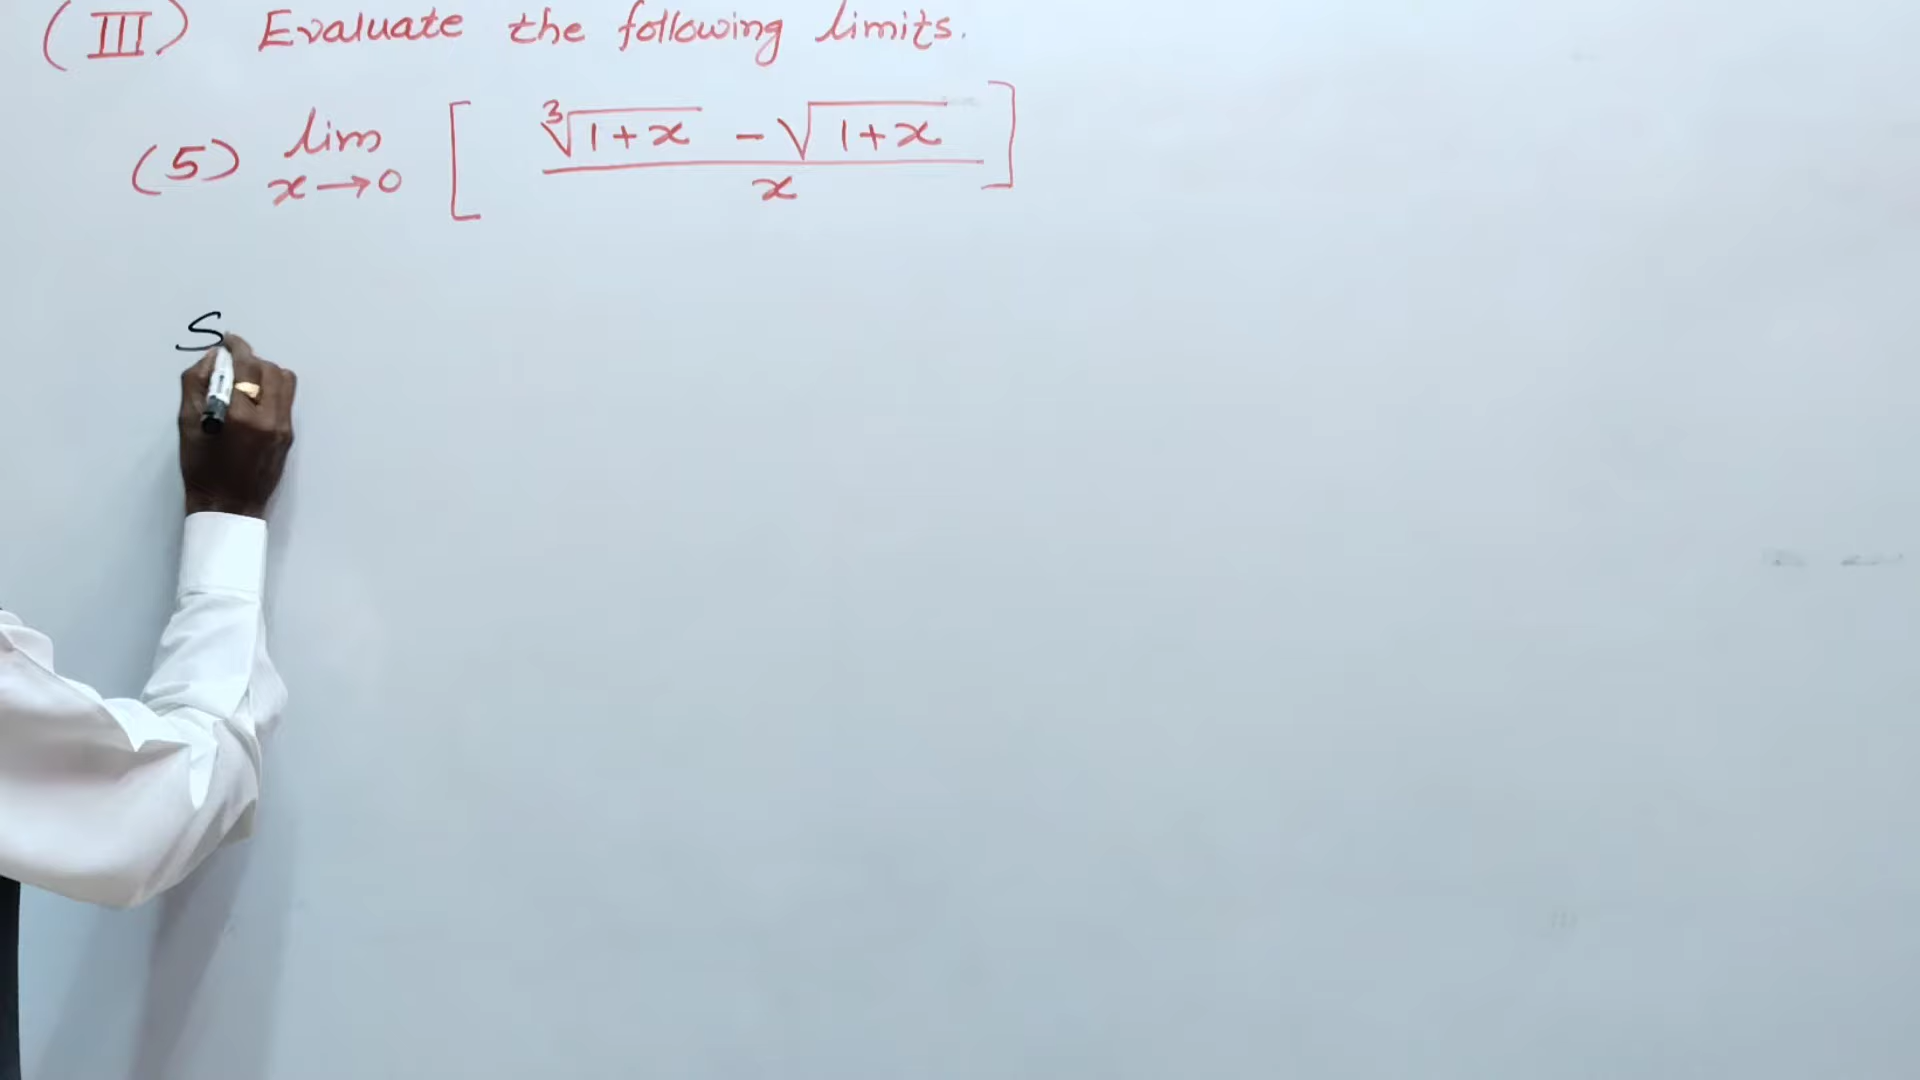 (III) Evaluate the following limits.
(5) lim x→0 [ ∛(1+x) - √(1+x) / x ]
S